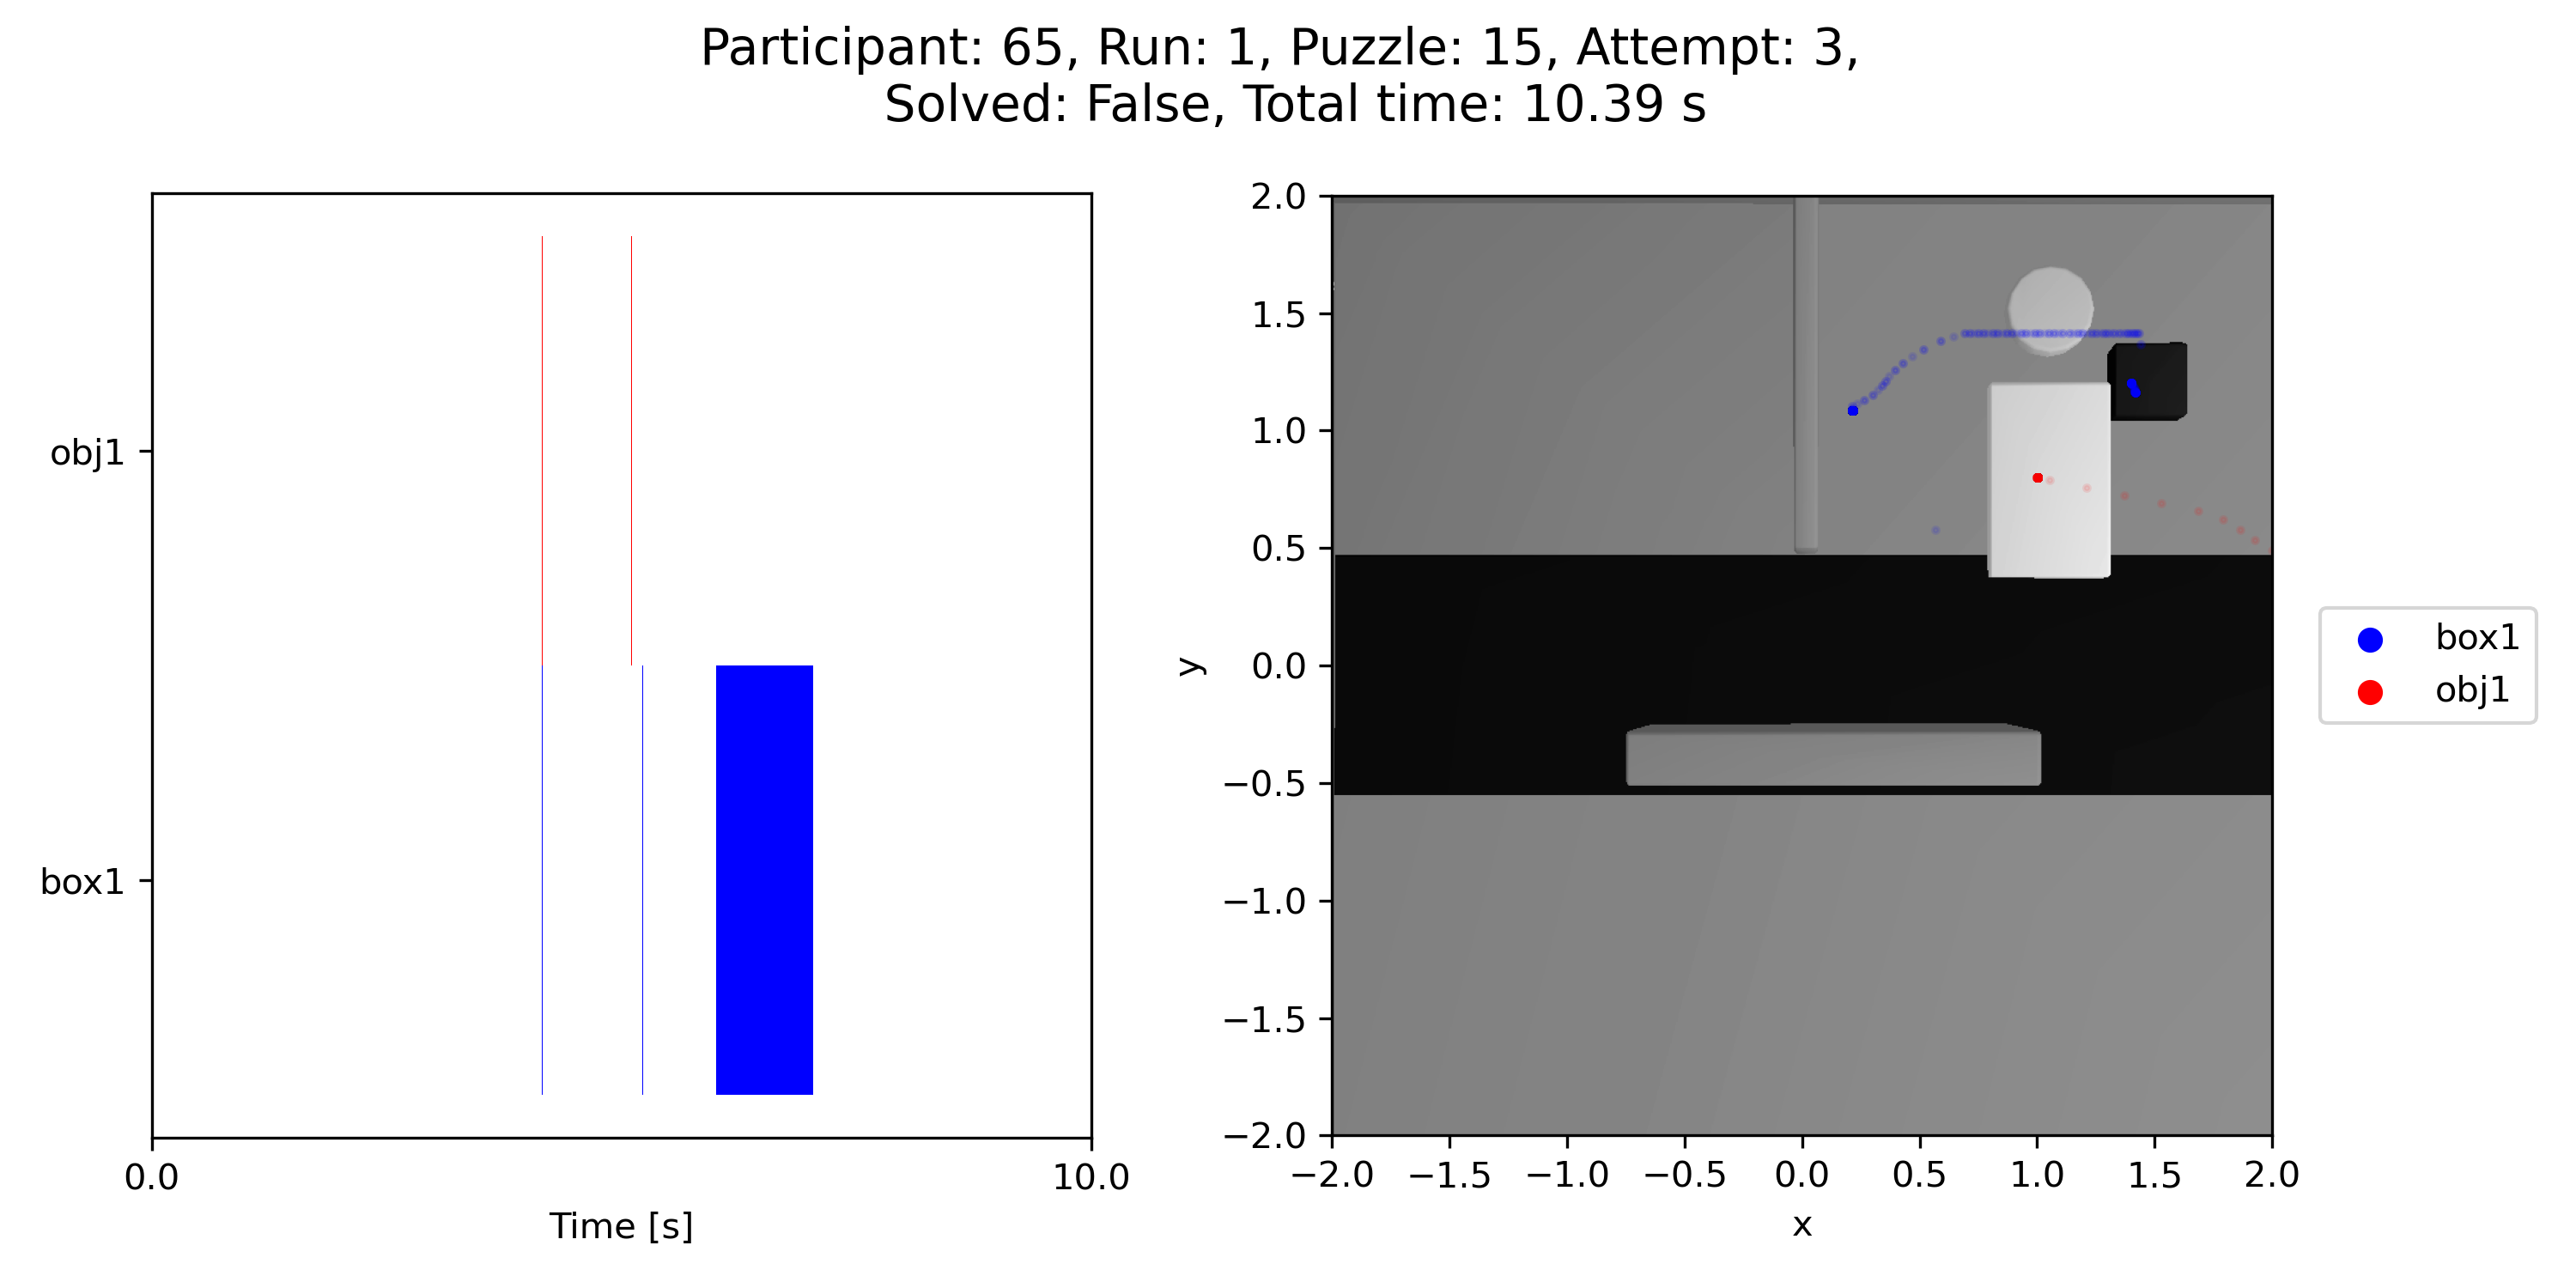 Participant: 65, Run: 1, Puzzle: 15, Attempt: 3,
Solved: False, Total time: 10.39 s
obj1
box1
0.0
10.0
Time [s]
2.0
1.5
1.0
0.5
0.0
−0.5
−1.0
−1.5
−2.0
y
−2.0
−1.5
−1.0
−0.5
0.0
0.5
1.0
1.5
2.0
x
box1
obj1